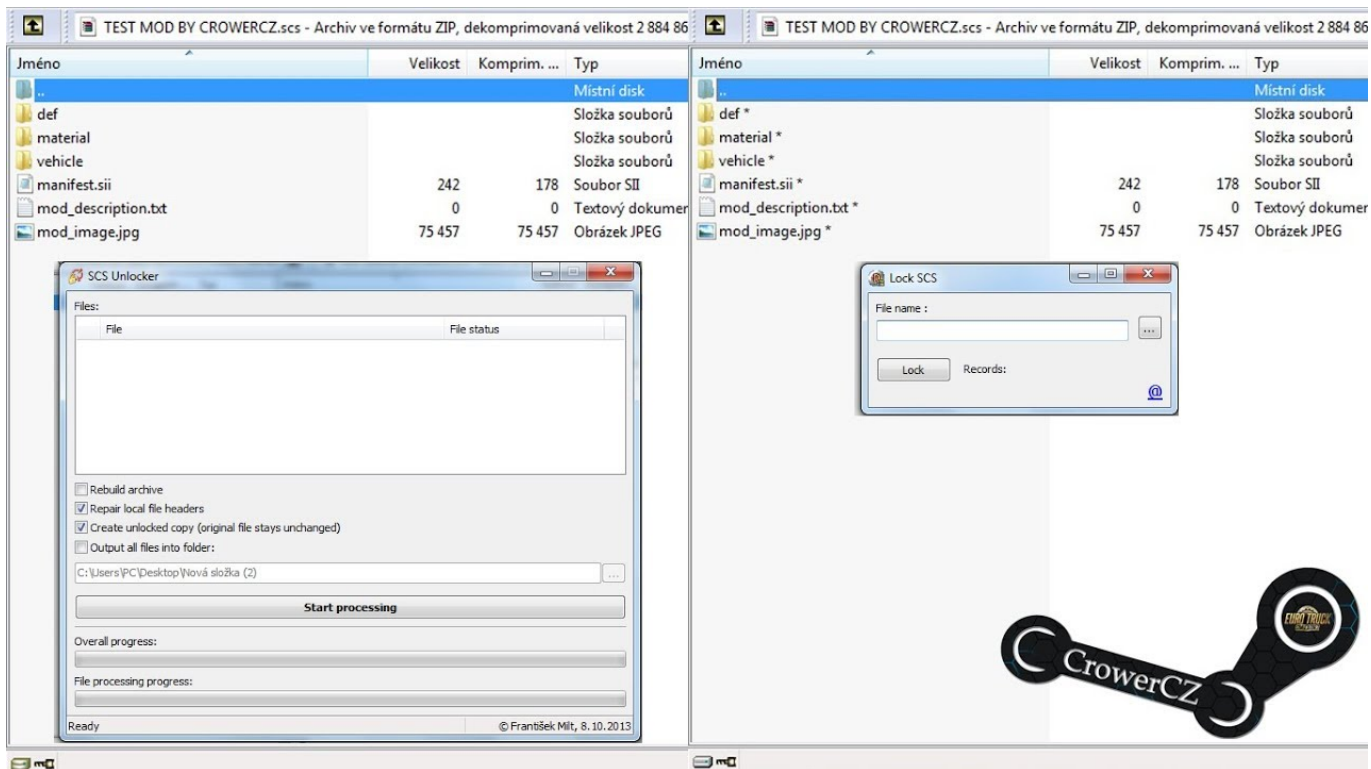 TEST MOD BY CROWERCZ.scs - Archiv ve formátu ZIP, dekomprimovaná velikost 2 884 86
Jméno Velikost Komprim. ... Typ
.. Místní disk
def Složka souborů
material Složka souborů
vehicle Složka souborů
manifest.sii 242 178 Soubor SII
mod_description.txt 0 0 Textový dokumer
mod_image.jpg 75 457 75 457 Obrázek JPEG
SCS Unlocker
Files:
File File status
Rebuild archive
Repair local file headers
Create unlocked copy (original file stays unchanged)
Output all files into folder:
C:\Users\PC\Desktop\Nová složka (2) ...
Start processing
Overall progress:
File processing progress:
Ready © František Milt, 8.10.2013
TEST MOD BY CROWERCZ.scs - Archiv ve formátu ZIP, dekomprimovaná velikost 2 884 86
Jméno Velikost Komprim. ... Typ
.. Místní disk
def * Složka souborů
material * Složka souborů
vehicle * Složka souborů
manifest.sii * 242 178 Soubor SII
mod_description.txt * 0 0 Textový dokumer
mod_image.jpg * 75 457 75 457 Obrázek JPEG
Lock SCS
File name :
...
Lock Records:
@
EURO TRUCK
CrowerCZ